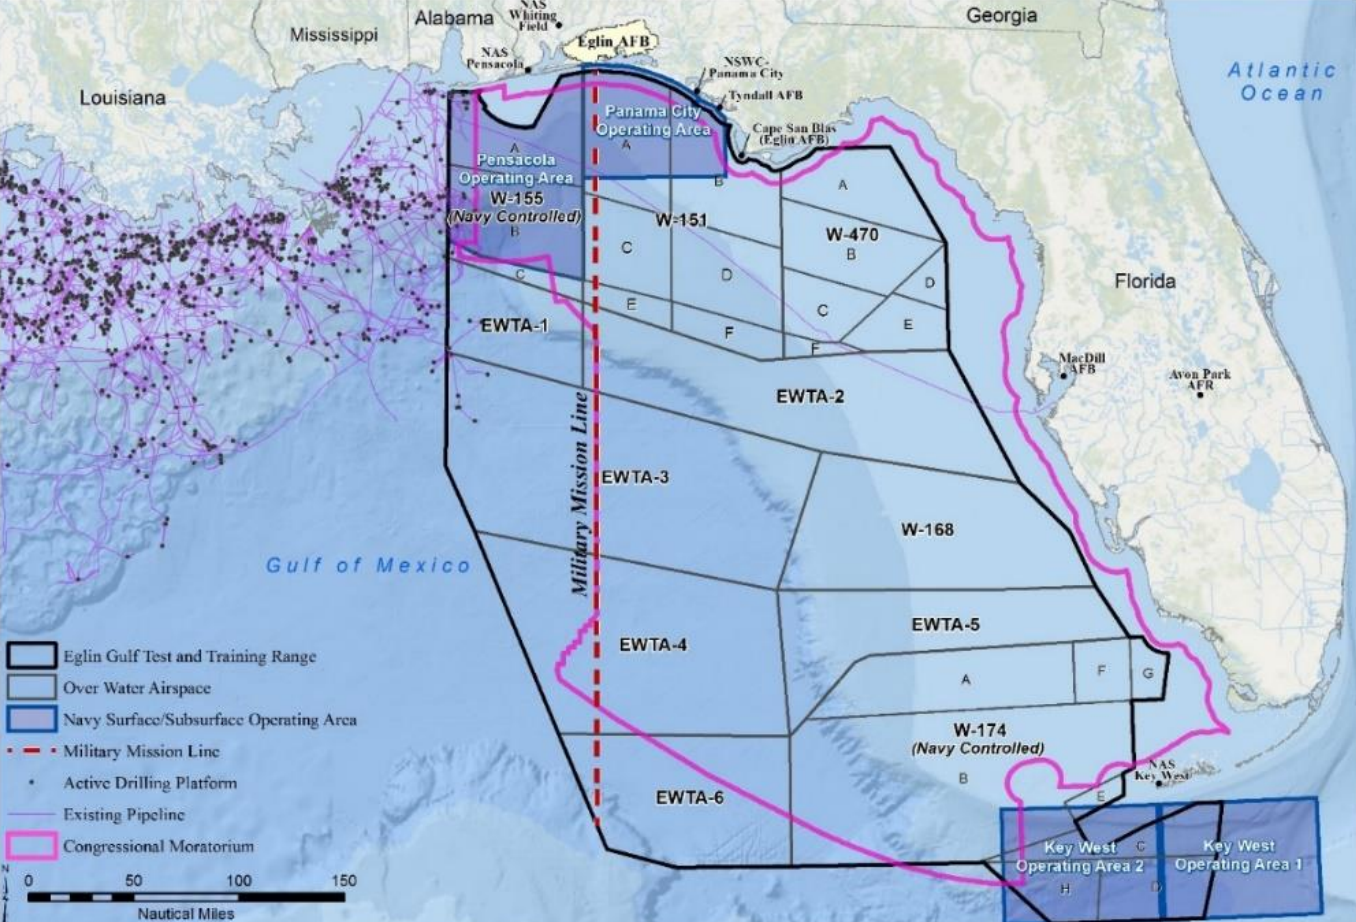 Mississippi
Alabama
NAS
Whiting
Field
Georgia
Eglin AFB
NAS
Pensacola
NSWC-
Panama City
Tyndall AFB
Atlantic
Ocean
Louisiana
Panama City
Operating Area
A
Cape San Blas
(Eglin AFB)
A
Pensacola
Operating Area
W-155
(Navy Controlled)
B
B
A
W-151
W-470
B
C
C
D
D
Florida
E
C
E
EWTA-1
F
F
MacDill
AFB
Avon Park
AFR
EWTA-2
Military Mission Line
EWTA-3
W-168
Gulf of Mexico
EWTA-4
EWTA-5
A
F
G
W-174
(Navy Controlled)
B
NAS
Key West
E
EWTA-6
Key West
Operating Area 2
C
H
D
Key West
Operating Area 1
Eglin Gulf Test and Training Range
Over Water Airspace
Navy Surface/Subsurface Operating Area
Military Mission Line
Active Drilling Platform
Existing Pipeline
Congressional Moratorium
N
0 50 100 150
Nautical Miles